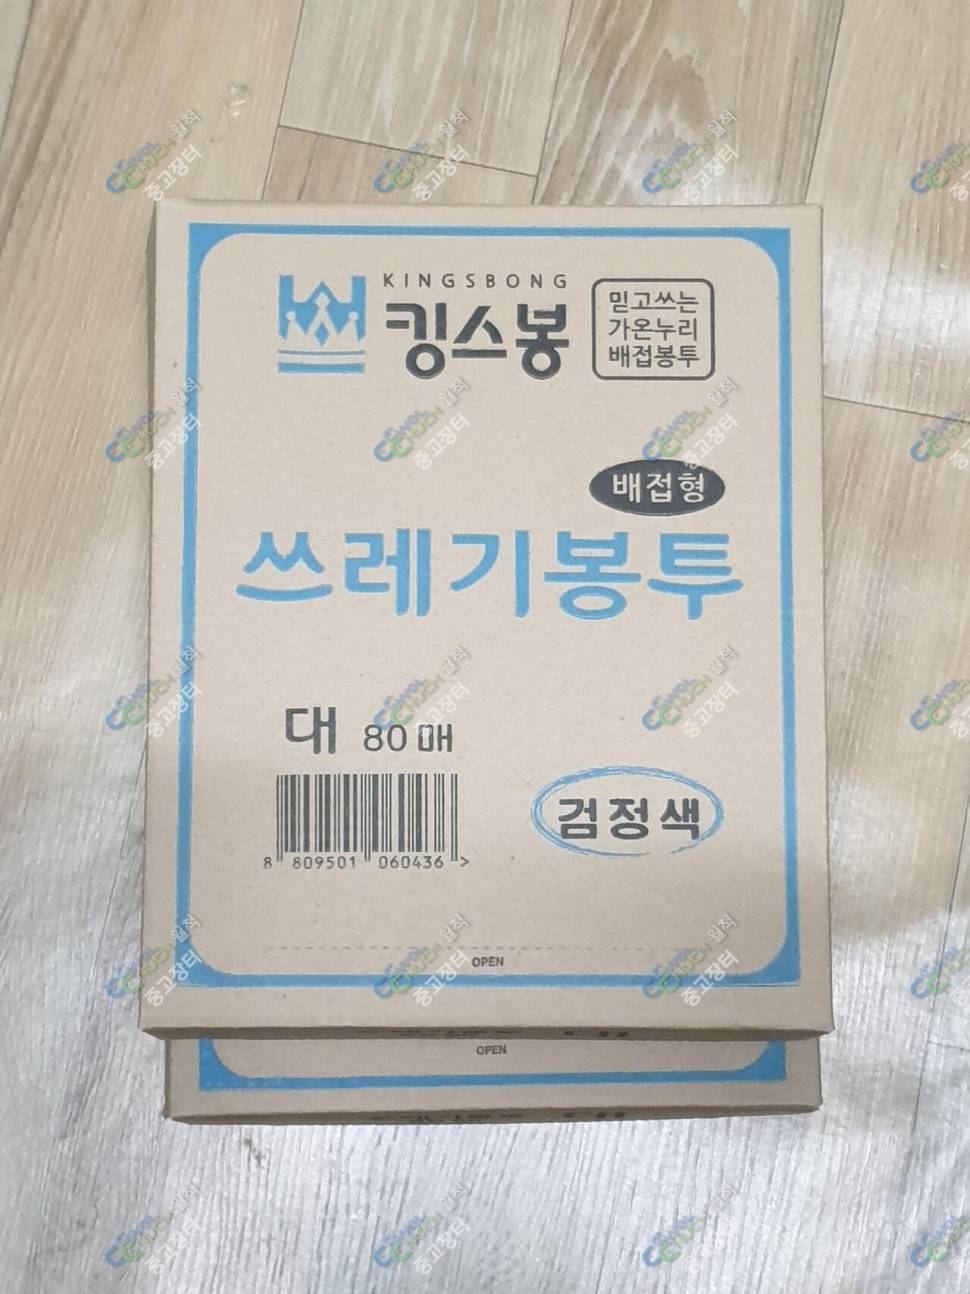 KINGSBONG
킹스봉
믿고쓰는
가온누리
배접봉투
배접형
쓰레기봉투
대 80매
검정색
8 809501 060436 >
OPEN
OPEN